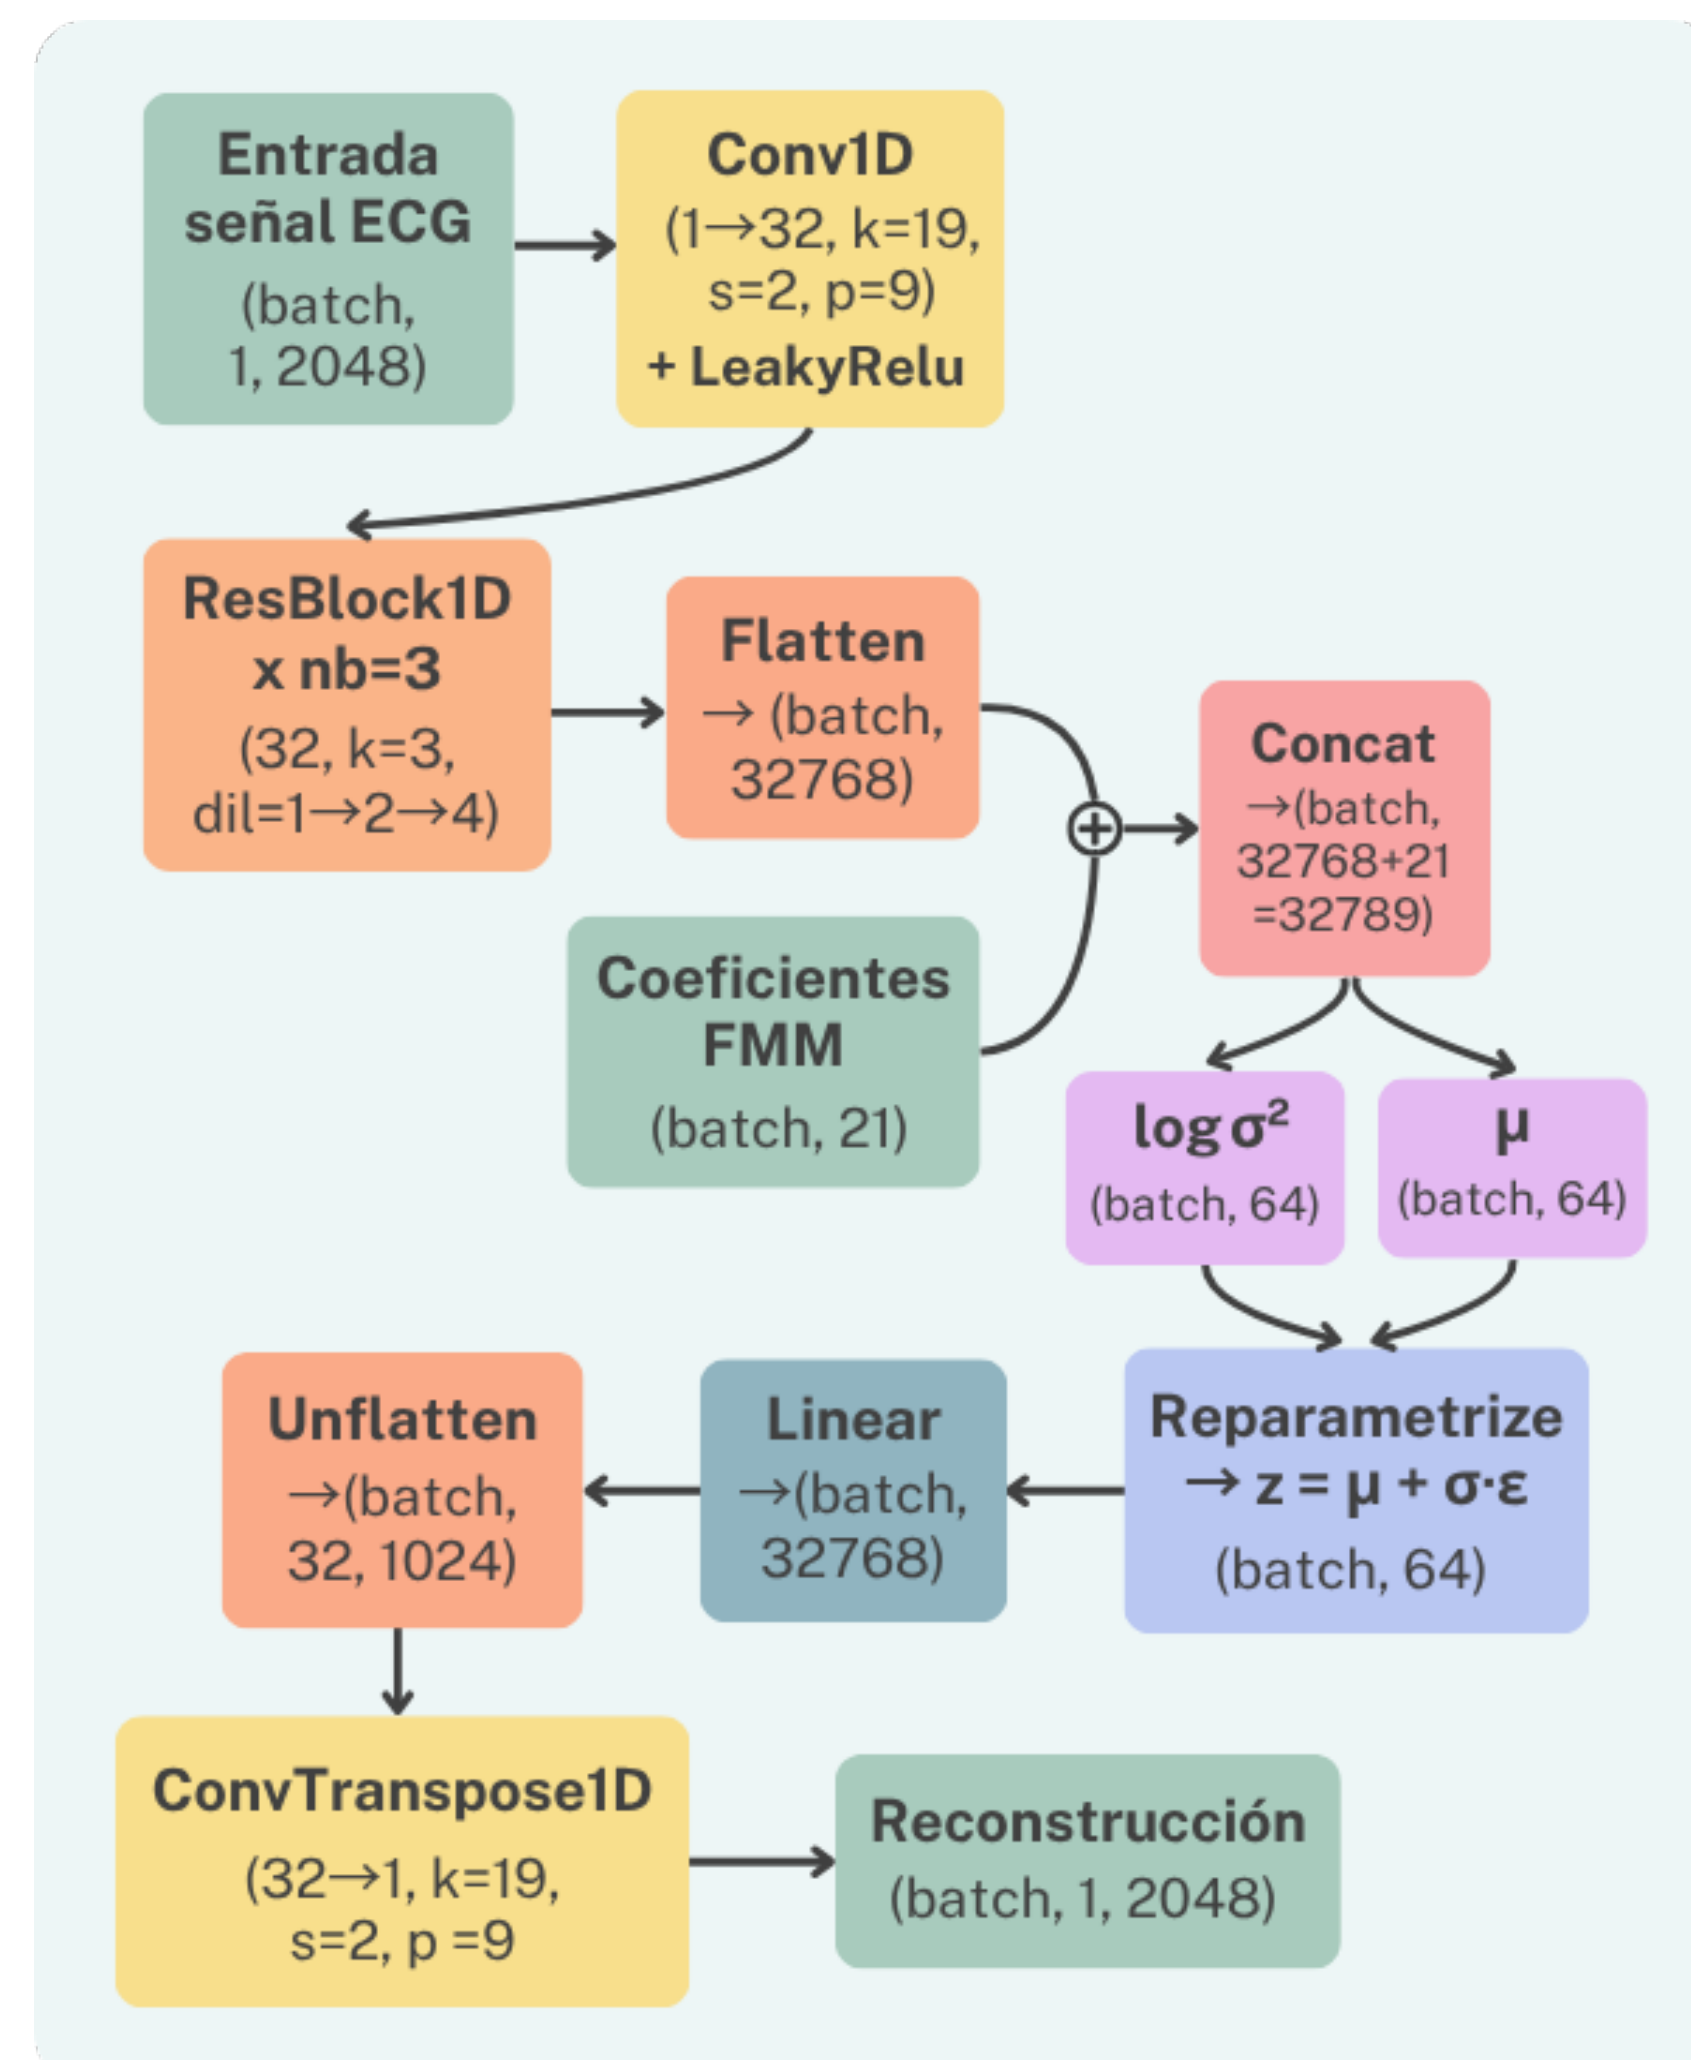 Entrada
señal ECG
(batch,
1, 2048)
Conv1D
(1→32, k=19,
s=2, p=9)
+ LeakyRelu
ResBlock1D
x nb=3
(32, k=3,
dil=1→2→4)
Flatten
→ (batch,
32768)
Coeficientes
FMM
(batch, 21)
Concat
→(batch,
32768+21
=32789)
log σ²
(batch, 64)
μ
(batch, 64)
Reparametrize
→ z = μ + σ·ε
(batch, 64)
Linear
→(batch,
32768)
Unflatten
→(batch,
32, 1024)
ConvTranspose1D
(32→1, k=19,
s=2, p =9
Reconstrucción
(batch, 1, 2048)